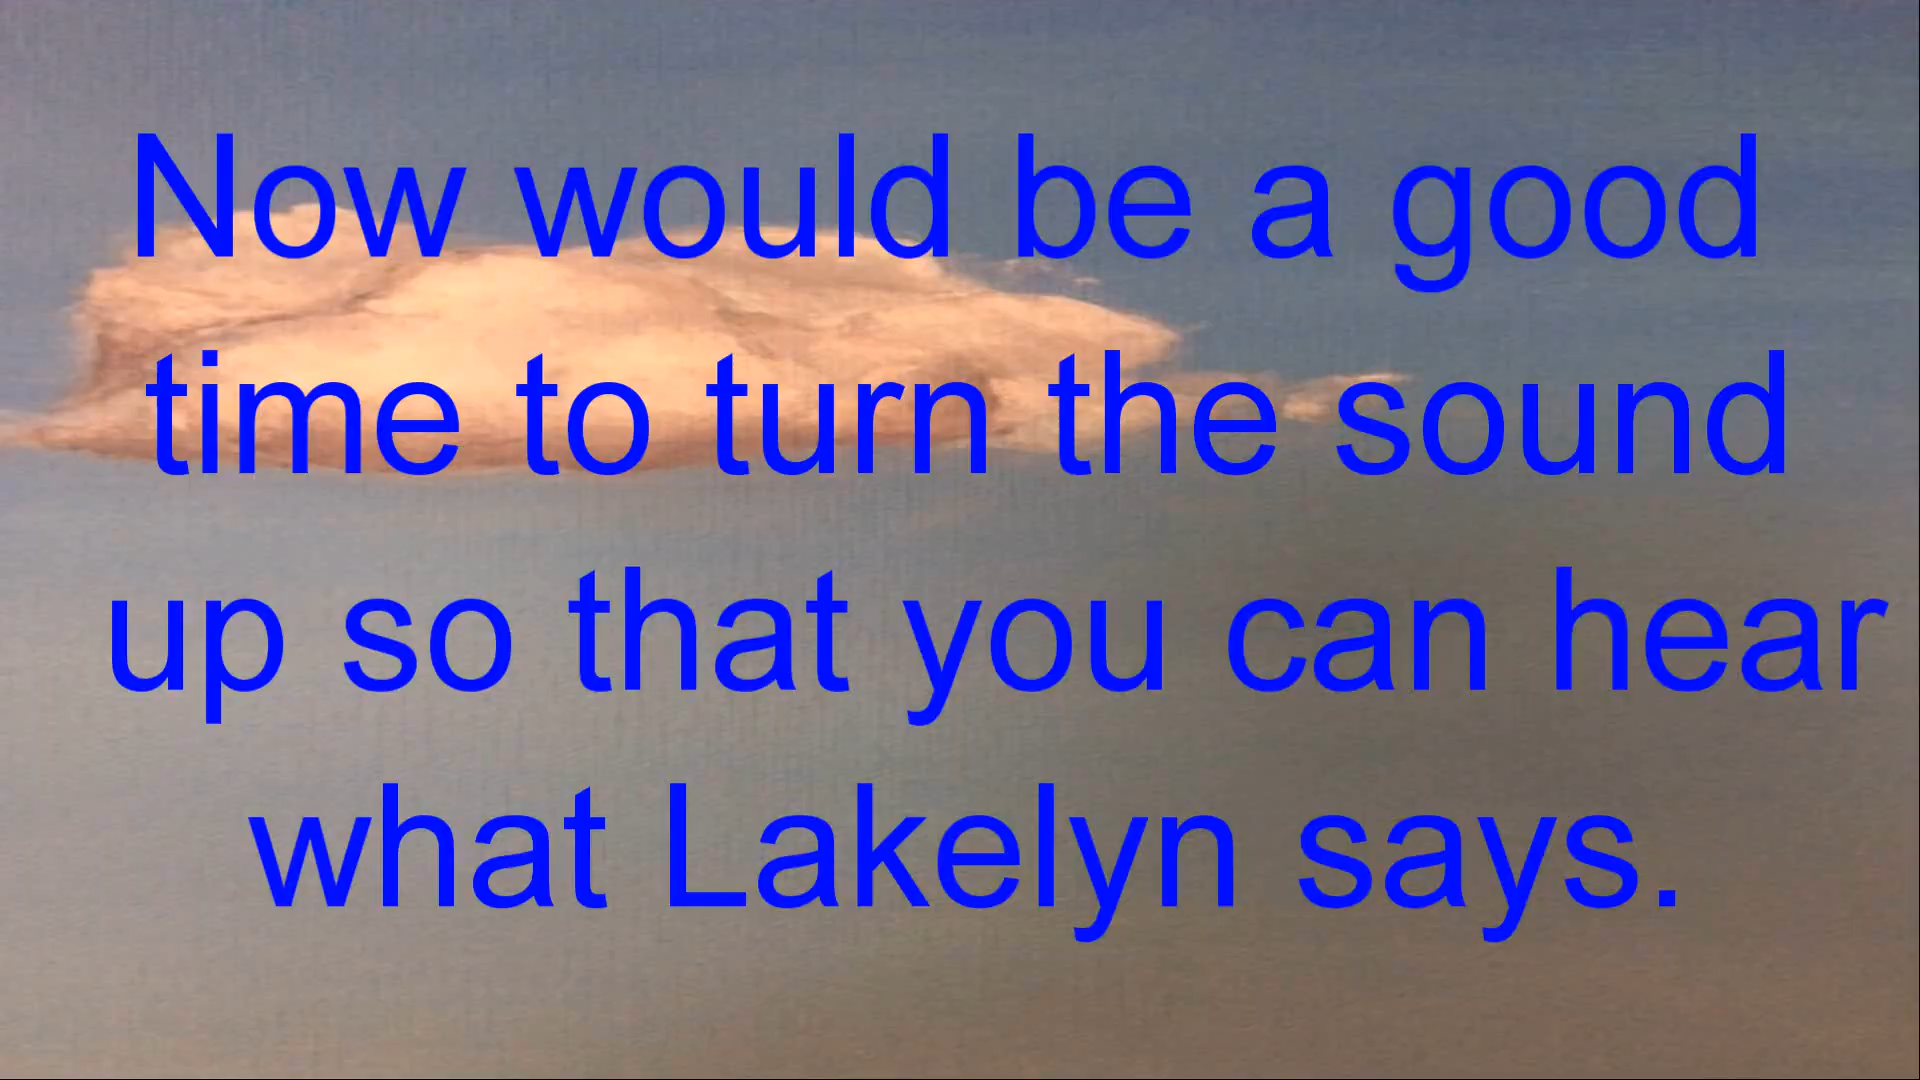 Now would be a good
time to turn the sound
up so that you can hear
what Lakelyn says.